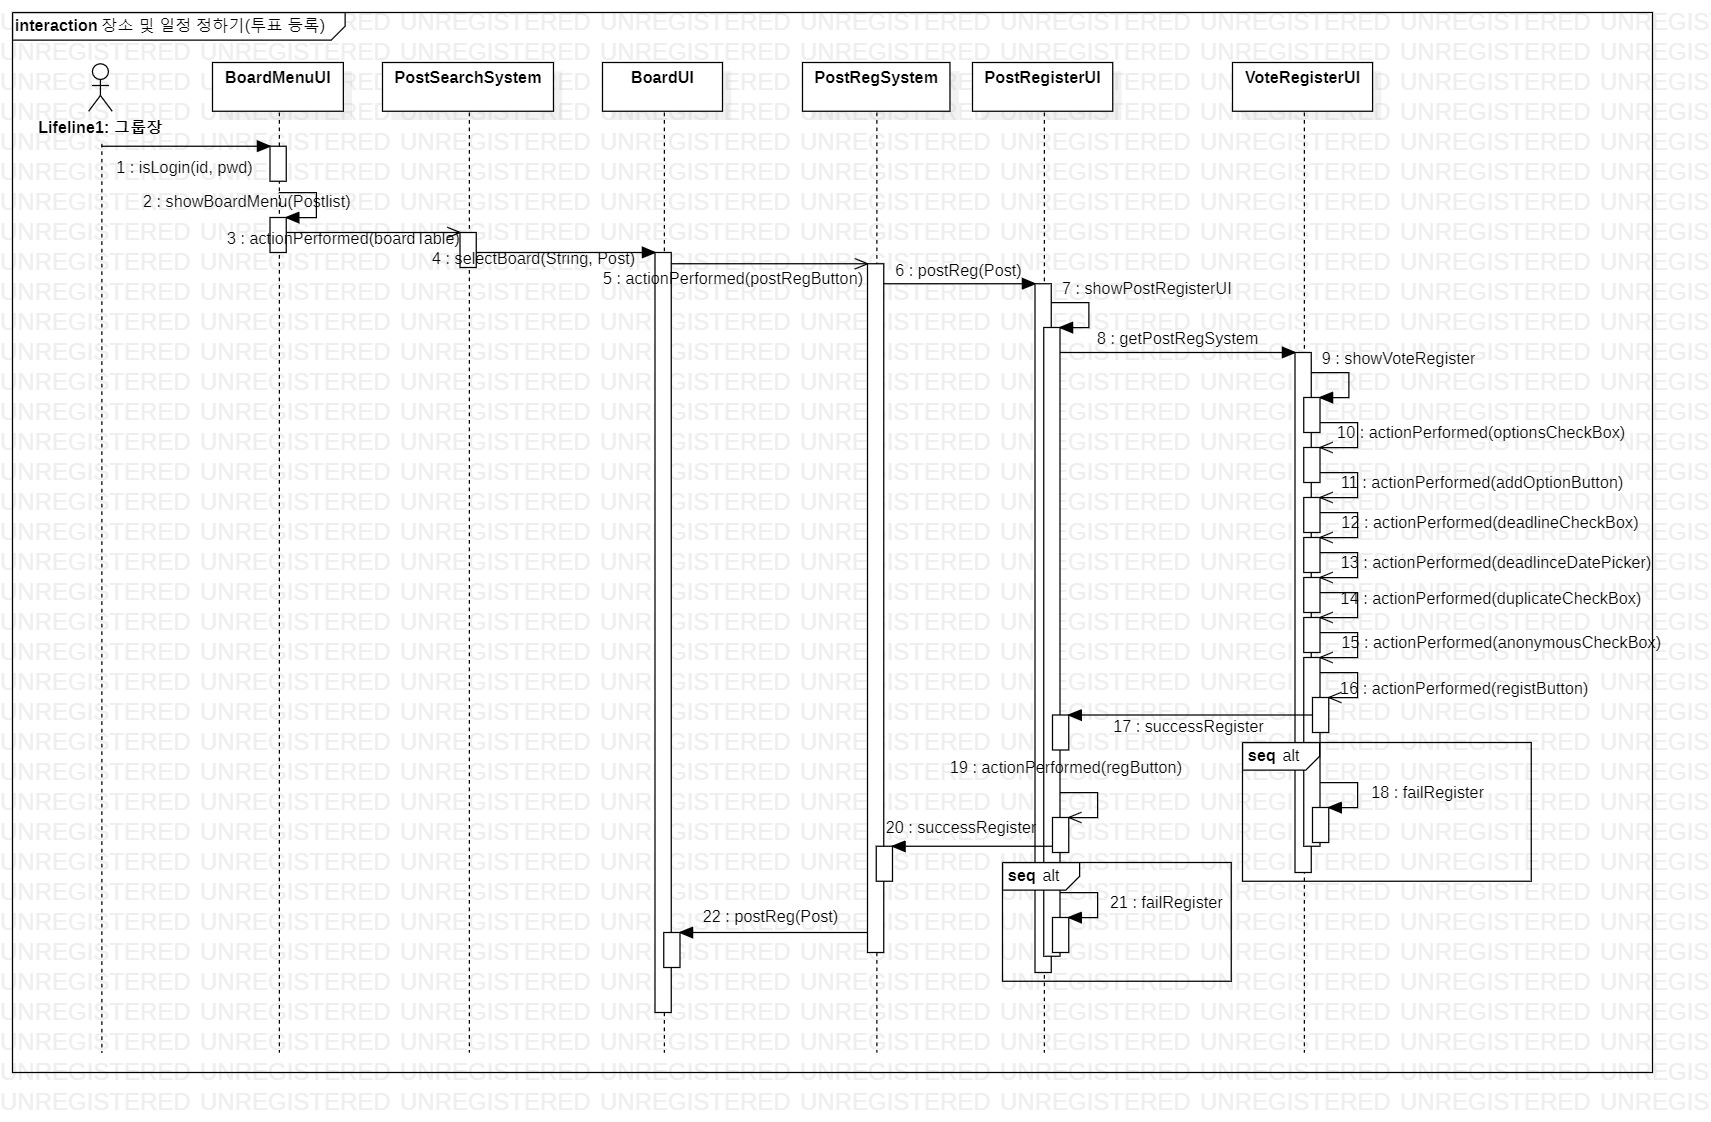 interaction 장소 및 일정 정하기(투표 등록)
BoardMenuUI
PostSearchSystem
BoardUI
PostRegSystem
PostRegisterUI
VoteRegisterUI
Lifeline1: 그룹장
1 : isLogin(id, pwd)
2 : showBoardMenu(Postlist)
3 : actionPerformed(boardTable)
4 : selectBoard(String, Post)
5 : actionPerformed(postRegButton)
6 : postReg(Post)
7 : showPostRegisterUI
8 : getPostRegSystem
9 : showVoteRegister
10 : actionPerformed(optionsCheckBox)
11 : actionPerformed(addOptionButton)
12 : actionPerformed(deadlineCheckBox)
13 : actionPerformed(deadlinceDatePicker)
14 : actionPerformed(duplicateCheckBox)
15 : actionPerformed(anonymousCheckBox)
16 : actionPerformed(registButton)
17 : successRegister
seq alt
18 : failRegister
19 : actionPerformed(regButton)
20 : successRegister
seq alt
21 : failRegister
22 : postReg(Post)
UNREGISTERED